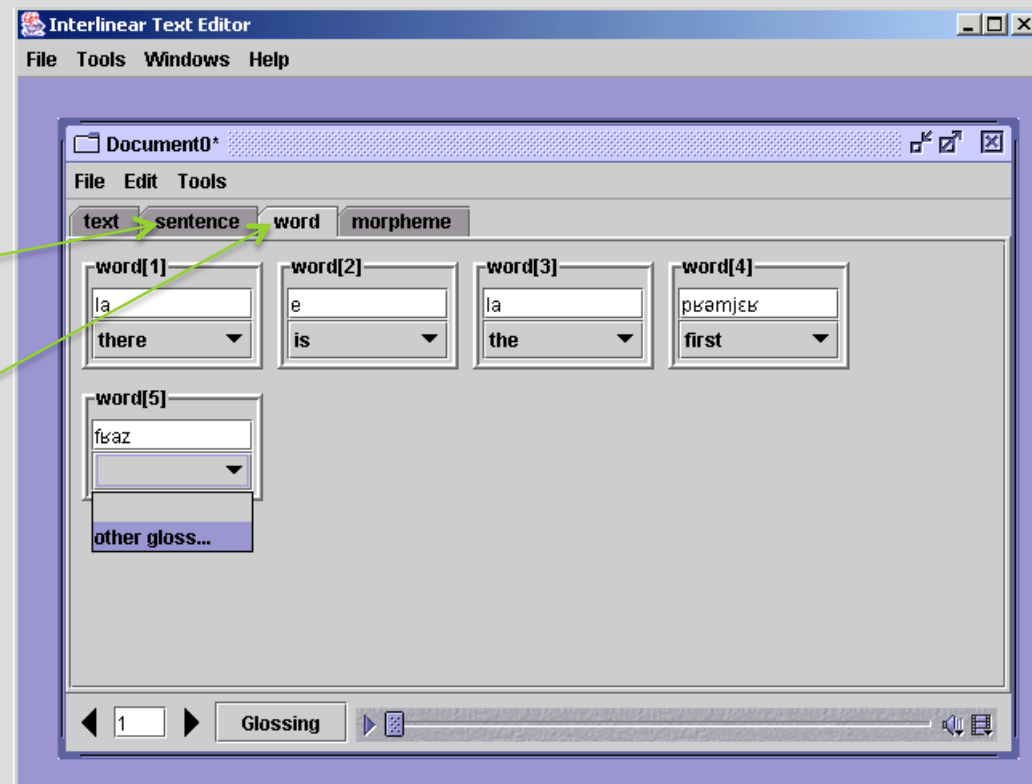 Interlinear Text Editor
File Tools Windows Help
Document0*
File Edit Tools
text sentence word morpheme
word[1] word[2] word[3] word[4]
la e la pʁəmjɛʁ
there is the first
word[5]
fʁaz
other gloss...
1 Glossing